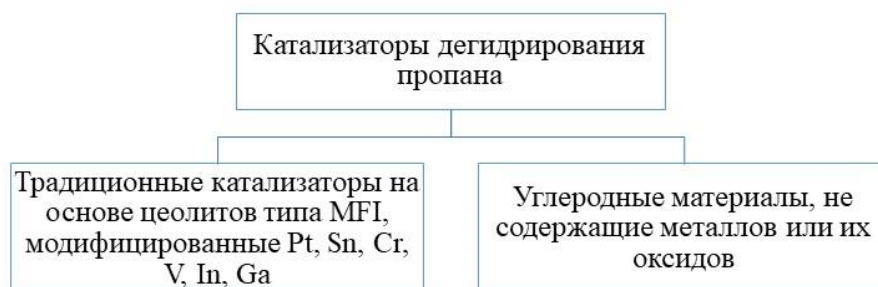 Катализаторы дегидрирования
пропана
Традиционные катализаторы на
основе цеолитов типа MFI,
модифицированные Pt, Sn, Cr,
V, In, Ga
Углеродные материалы, не
содержащие металлов или их
оксидов